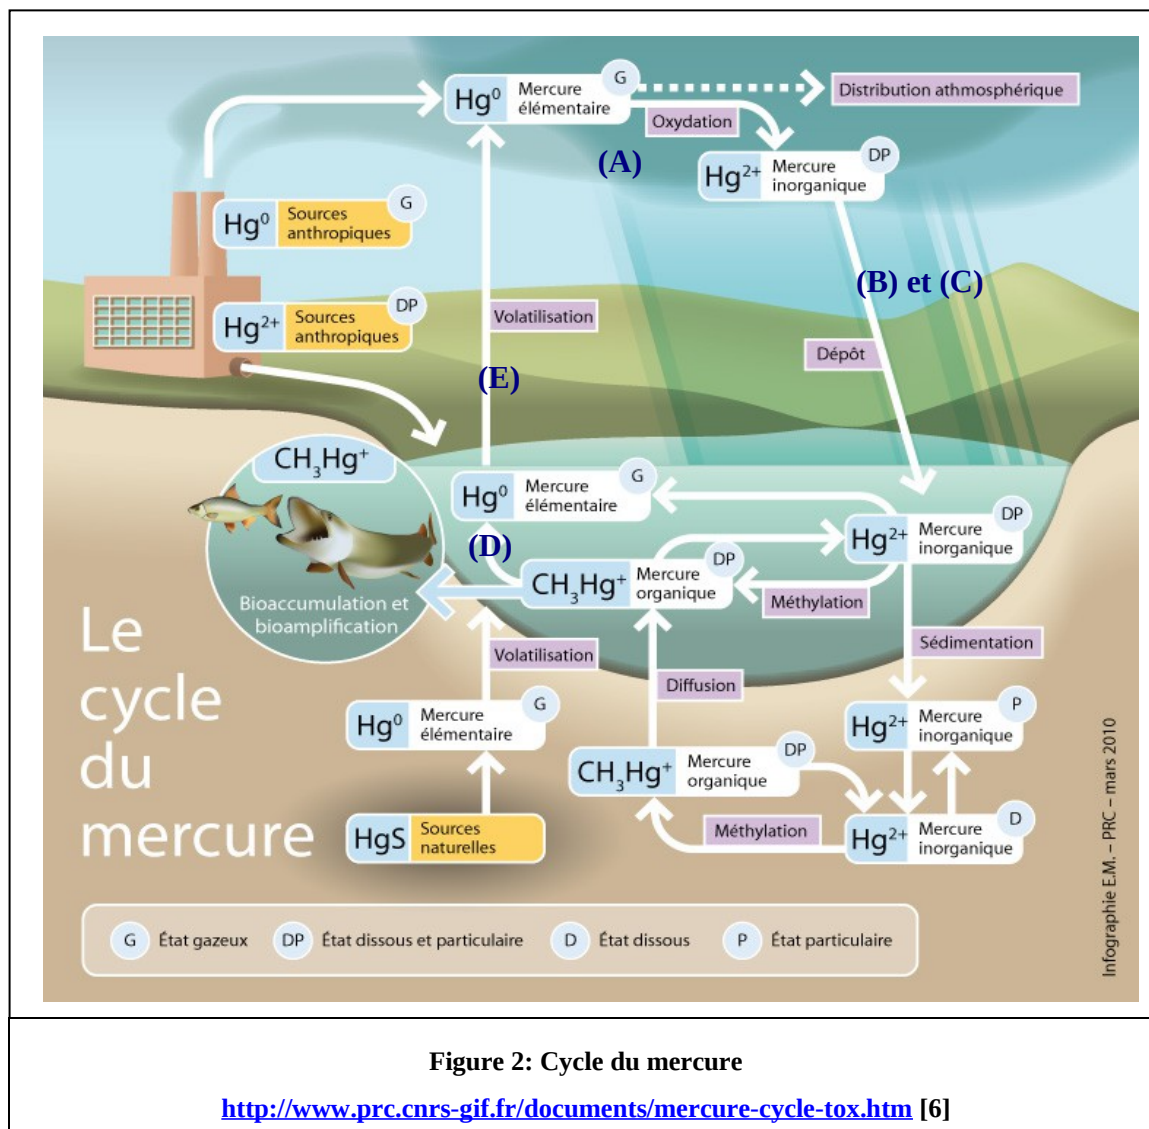 Hg⁰ Mercure élémentaire G
Distribution athmosphérique
Oxydation
(A)
Hg²⁺ Mercure inorganique DP
Hg⁰ Sources anthropiques G
(B) et (C)
Hg²⁺ Sources anthropiques DP
Volatilisation
Dépôt
(E)
CH₃Hg⁺
Hg⁰ Mercure élémentaire G
Hg²⁺ Mercure inorganique DP
(D)
CH₃Hg⁺ Mercure organique DP
Méthylation
Bioaccumulation et
bioamplification
Le
cycle
du
mercure
Volatilisation
Sédimentation
Diffusion
Hg⁰ Mercure élémentaire G
Hg²⁺ Mercure inorganique P
CH₃Hg⁺ Mercure organique DP
Méthylation
Hg²⁺ Mercure inorganique D
HgS Sources naturelles
G État gazeux DP État dissous et particulaire D État dissous P État particulaire
Infographie E.M. – PRC – mars 2010
Figure 2: Cycle du mercure
http://www.prc.cnrs-gif.fr/documents/mercure-cycle-tox.htm [6]